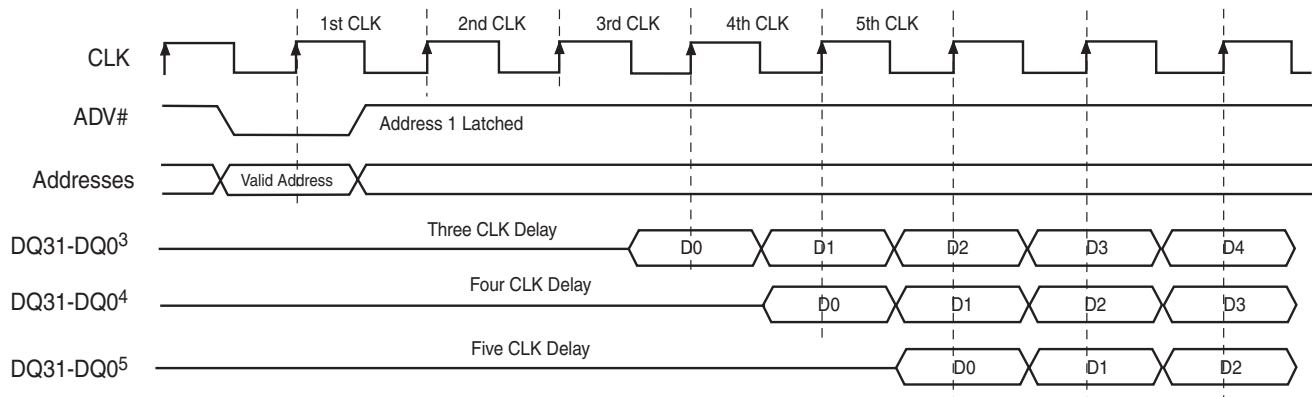 1st CLK 2nd CLK 3rd CLK 4th CLK 5th CLK
CLK
ADV# Address 1 Latched
Addresses Valid Address
DQ31-DQ0³ Three CLK Delay D0 D1 D2 D3 D4
DQ31-DQ0⁴ Four CLK Delay D0 D1 D2 D3
DQ31-DQ0⁵ Five CLK Delay D0 D1 D2